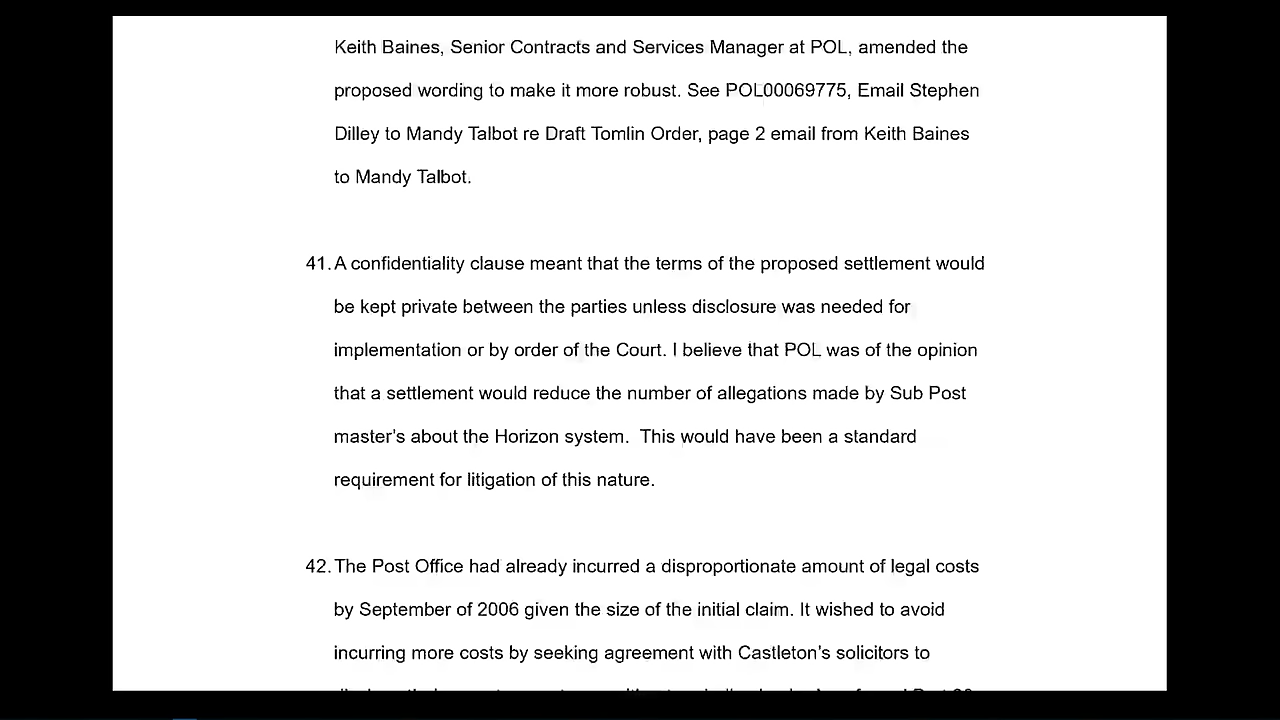 Keith Baines, Senior Contracts and Services Manager at POL, amended the
proposed wording to make it more robust. See POL00069775, Email Stephen
Dilley to Mandy Talbot re Draft Tomlin Order, page 2 email from Keith Baines
to Mandy Talbot.
41. A confidentiality clause meant that the terms of the proposed settlement would
be kept private between the parties unless disclosure was needed for
implementation or by order of the Court. I believe that POL was of the opinion
that a settlement would reduce the number of allegations made by Sub Post
master's about the Horizon system.  This would have been a standard
requirement for litigation of this nature.
42. The Post Office had already incurred a disproportionate amount of legal costs
by September of 2006 given the size of the initial claim. It wished to avoid
incurring more costs by seeking agreement with Castleton's solicitors to